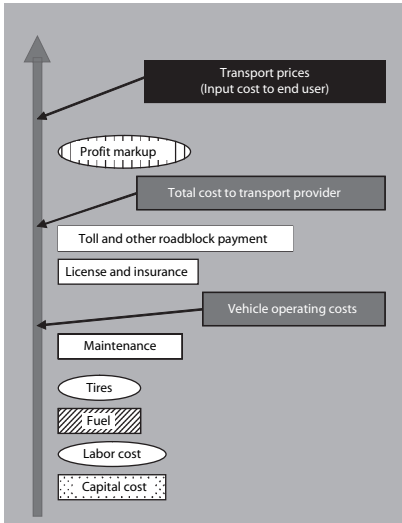 Transport prices
(Input cost to end user)
Profit markup
Total cost to transport provider
Toll and other roadblock payment
License and insurance
Vehicle operating costs
Maintenance
Tires
Fuel
Labor cost
Capital cost